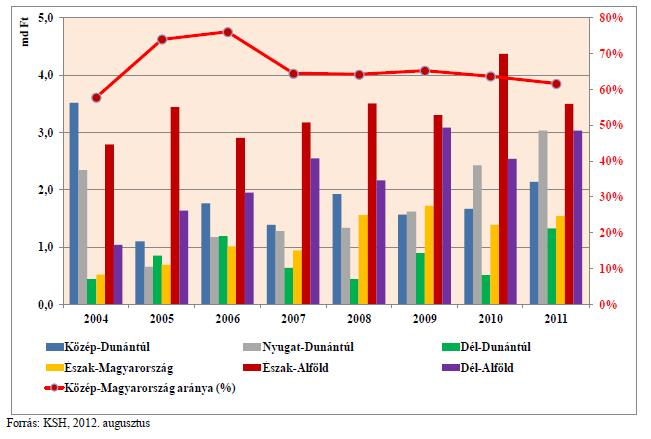 md Ft
5,0
4,0
3,0
2,0
1,0
0,0
80%
70%
60%
50%
40%
30%
20%
10%
0%
2004 2005 2006 2007 2008 2009 2010 2011
Közép-Dunántúl Nyugat-Dunántúl Dél-Dunántúl
Észak-Magyarország Észak-Alföld Dél-Alföld
Közép-Magyarország aránya (%)
Forrás: KSH, 2012. augusztus